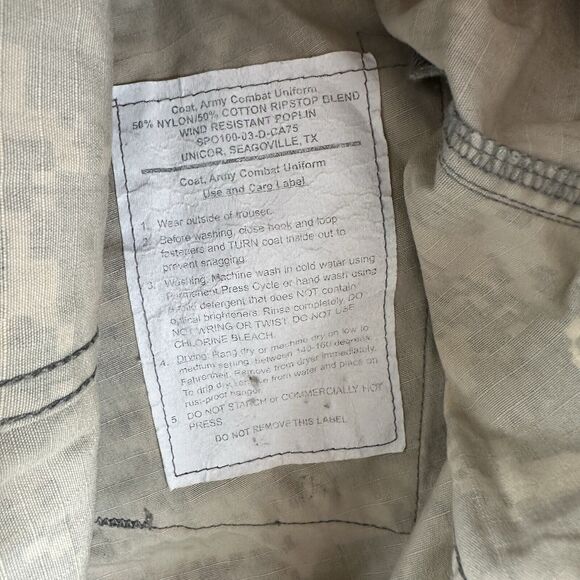 Coat, Army Combat Uniform
50% NYLON/50% COTTON RIPSTOP BLEND
WIND RESISTANT POPLIN
SPO100-03-D-CA75
UNICOR, SEAGOVILLE, TX
Coat, Army Combat Uniform
Use and Care Label
1. Wear outside of trouser.
2. Before washing, close hook and loop
fasteners and TURN coat inside out to
prevent snagging.
3. Washing: Machine wash in cold water using
Permanent Press Cycle or hand wash using
mild detergent that does NOT contain
optical brighteners. Rinse completely. DO
NOT WRING OR TWIST. DO NOT USE
CHLORINE BLEACH.
4. Drying: Hang dry or machine dry on low to
medium setting, between 140-160 degrees
Fahrenheit. Remove from dryer immediately.
To drip dry, remove from water and place on
rust-proof hanger.
5. DO NOT STARCH or COMMERCIALLY HOT
PRESS.
DO NOT REMOVE THIS LABEL